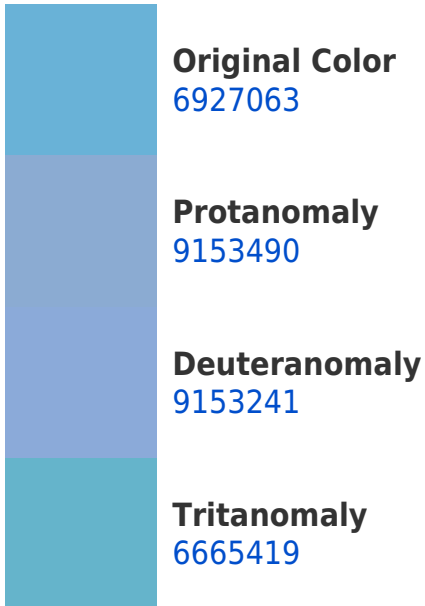 Original Color
6927063
Protanomaly
9153490
Deuteranomaly
9153241
Tritanomaly
6665419